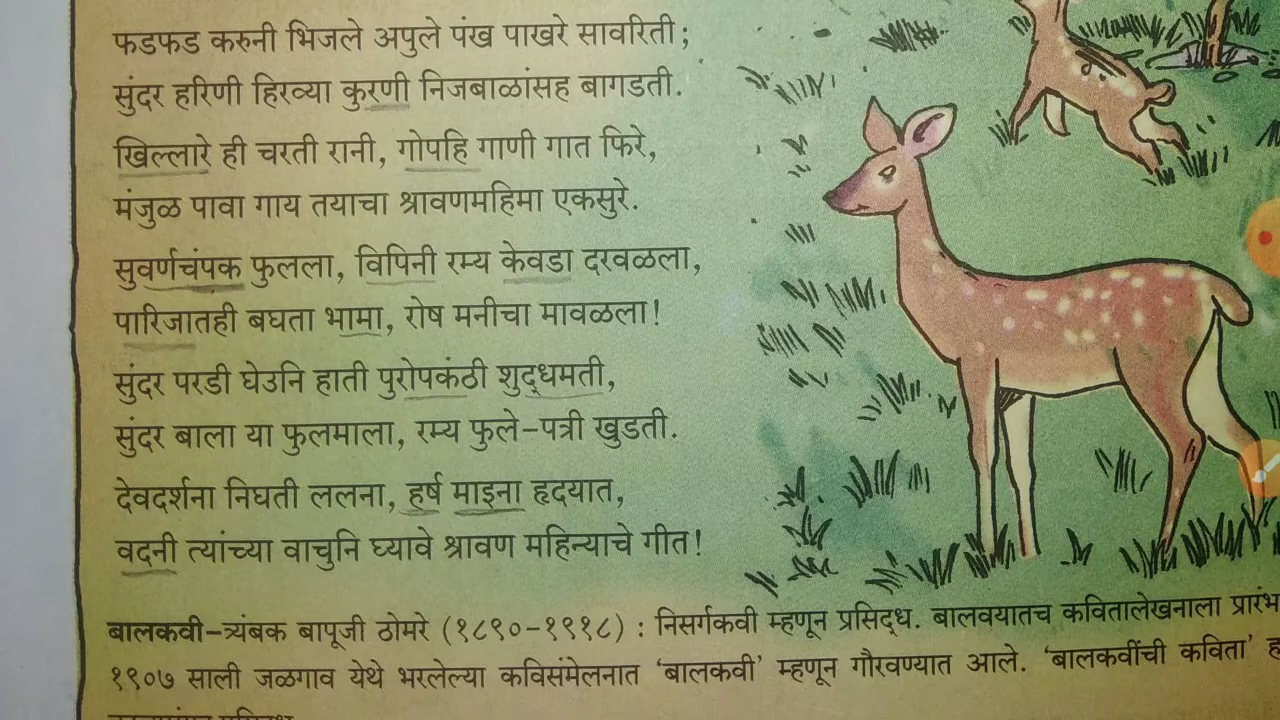 फडफड करुनी भिजले अपुले पंख पाखरे सावरिती;
सुंदर हरिणी हिरव्या कुरणी निजबाळांसह बागडती.
खिल्लारे ही चरती रानी, गोपहि गाणी गात फिरे,
मंजुळ पावा गाय तयाचा श्रावणमहिमा एकसुरे.
सुवर्णचंपक फुलला, विपिनी रम्य केवडा दरवळला,
पारिजातही बघता भामा, रोष मनीचा मावळला!
सुंदर परडी घेउनि हाती पुरोपकंठी शुद्धमती,
सुंदर बाला या फुलमाला, रम्य फुले-पत्री खुडती.
देवदर्शना निघती ललना, हर्ष माइना हृदयात,
वदनी त्यांच्या वाचुनि घ्यावे श्रावण महिन्याचे गीत!
बालकवी-त्र्यंबक बापूजी ठोमरे (१८९०-१९१८) : निसर्गकवी म्हणून प्रसिद्ध. बालवयातच कवितालेखनाला प्रारंभ
१९०७ साली जळगाव येथे भरलेल्या कविसंमेलनात 'बालकवी' म्हणून गौरवण्यात आले. 'बालकवींची कविता'